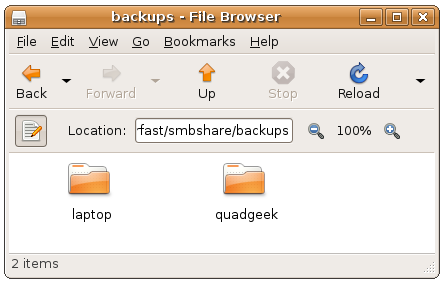 backups - File Browser
File Edit View Go Bookmarks Help
Back Forward Up Stop Reload
Location: rfast/smbshare/backups 100%
laptop quadgeek
2 items